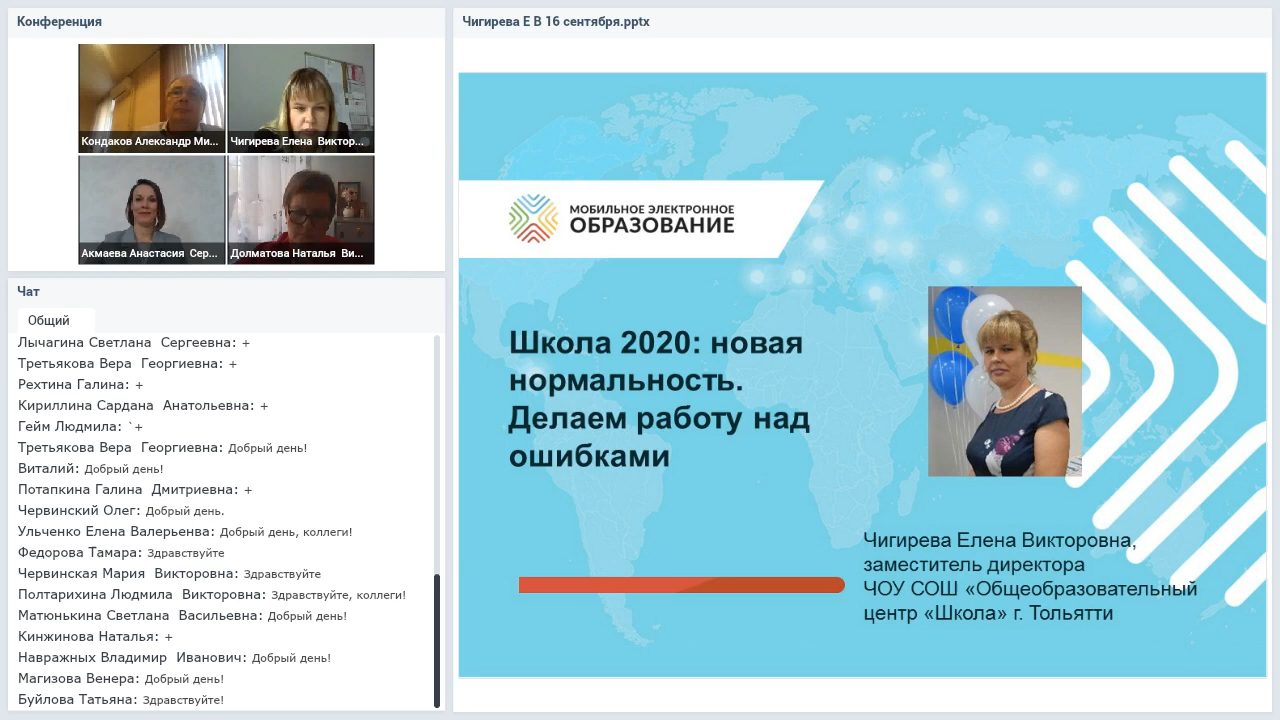 Конференция
Кондаков Александр Ми...
Чигирева Елена Виктор...
Акмаева Анастасия Сер...
Долматова Наталья Ви...
Чат
Общий
Лычагина Светлана Сергеевна: +
Третьякова Вера Георгиевна: +
Рехтина Галина: +
Кириллина Сардана Анатольевна: +
Гейм Людмила: `+
Третьякова Вера Георгиевна: Добрый день!
Виталий: Добрый день!
Потапкина Галина Дмитриевна: +
Червинский Олег: Добрый день.
Ульченко Елена Валерьенва: Добрый день, коллеги!
Федорова Тамара: Здравствуйте
Червинская Мария Викторовна: Здравствуйте
Полтарихина Людмила Викторовна: Здравствуйте, коллеги!
Матюнькина Светлана Васильевна: Добрый день!
Кинжинова Наталья: +
Навражных Владимир Иванович: Добрый день!
Магизова Венера: Добрый день!
Буйлова Татьяна: Здравствуйте!
Чигирева Е В 16 сентября.pptx
МОБИЛЬНОЕ ЭЛЕКТРОННОЕ
ОБРАЗОВАНИЕ
Школа 2020: новая
нормальность.
Делаем работу над
ошибками
Чигирева Елена Викторовна,
заместитель директора
ЧОУ СОШ «Общеобразовательный
центр «Школа» г. Тольятти